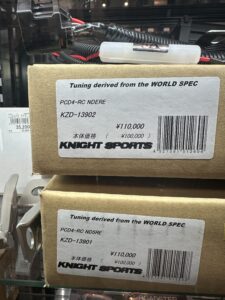 Tuning derived from the WORLD SPEC
PCD4-RC NDERE
KZD-13902
¥110,000
本体価格 (¥100,000)
KNIGHT SPORTS
Tuning derived from the WORLD SPEC
PCD4-RC ND5RE
KZD-13901
¥110,000
本体価格 (¥100,000)
KNIGHT SPORTS